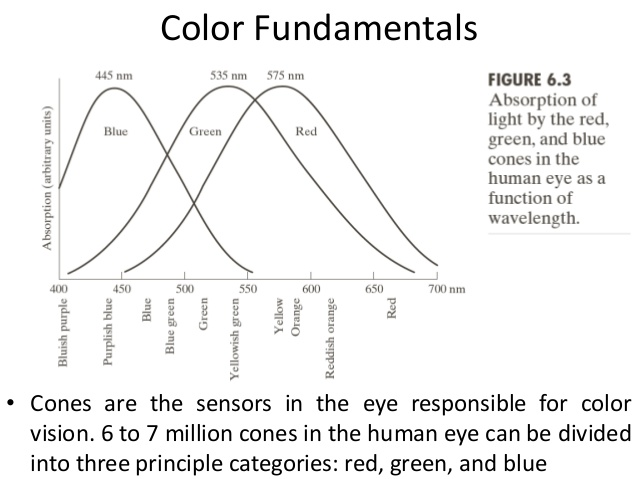 Color Fundamentals
445 nm
535 nm
575 nm
Blue
Green
Red
Absorption (arbitrary units)
400
450
500
550
600
650
700 nm
Bluish purple
Purplish blue
Blue
Blue green
Green
Yellowish green
Yellow
Orange
Reddish orange
Red
FIGURE 6.3
Absorption of
light by the red,
green, and blue
cones in the
human eye as a
function of
wavelength.
• Cones are the sensors in the eye responsible for color
vision. 6 to 7 million cones in the human eye can be divided
into three principle categories: red, green, and blue